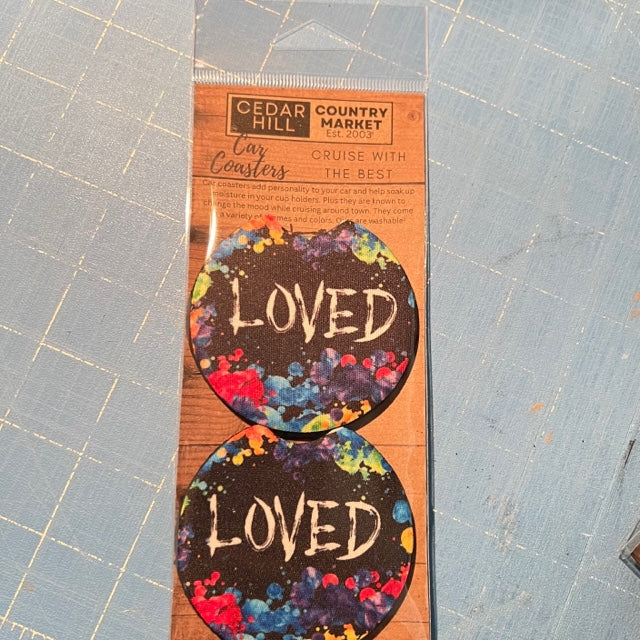 CEDAR HILL
COUNTRY MARKET
Est. 2003
Car Coasters
CRUISE WITH
THE BEST
Car coasters add personality to your car and help soak up
moisture in your cup holders. Plus they are known to
change the mood while cruising around town. They come
a variety of and colors. are washable!
LOVED
LOVED